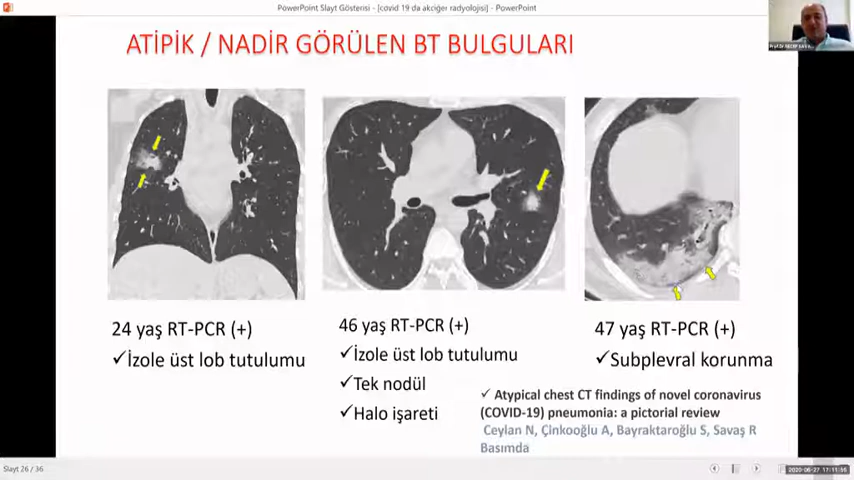 PowerPoint Slayt Gösterisi - [covid 19 da akciğer radyolojisi] - PowerPoint
ATİPİK / NADİR GÖRÜLEN BT BULGULARI
24 yaş RT-PCR (+)
✓İzole üst lob tutulumu
46 yaş RT-PCR (+)
✓İzole üst lob tutulumu
✓Tek nodül
✓Halo işareti
47 yaş RT-PCR (+)
✓Subplevral korunma
✓ Atypical chest CT findings of novel coronavirus
(COVID-19) pneumonia: a pictorial review
Ceylan N, Çinkooğlu A, Bayraktaroğlu S, Savaş R
Basımda
Slayt 26 / 36
2020-06-27 17:11:55